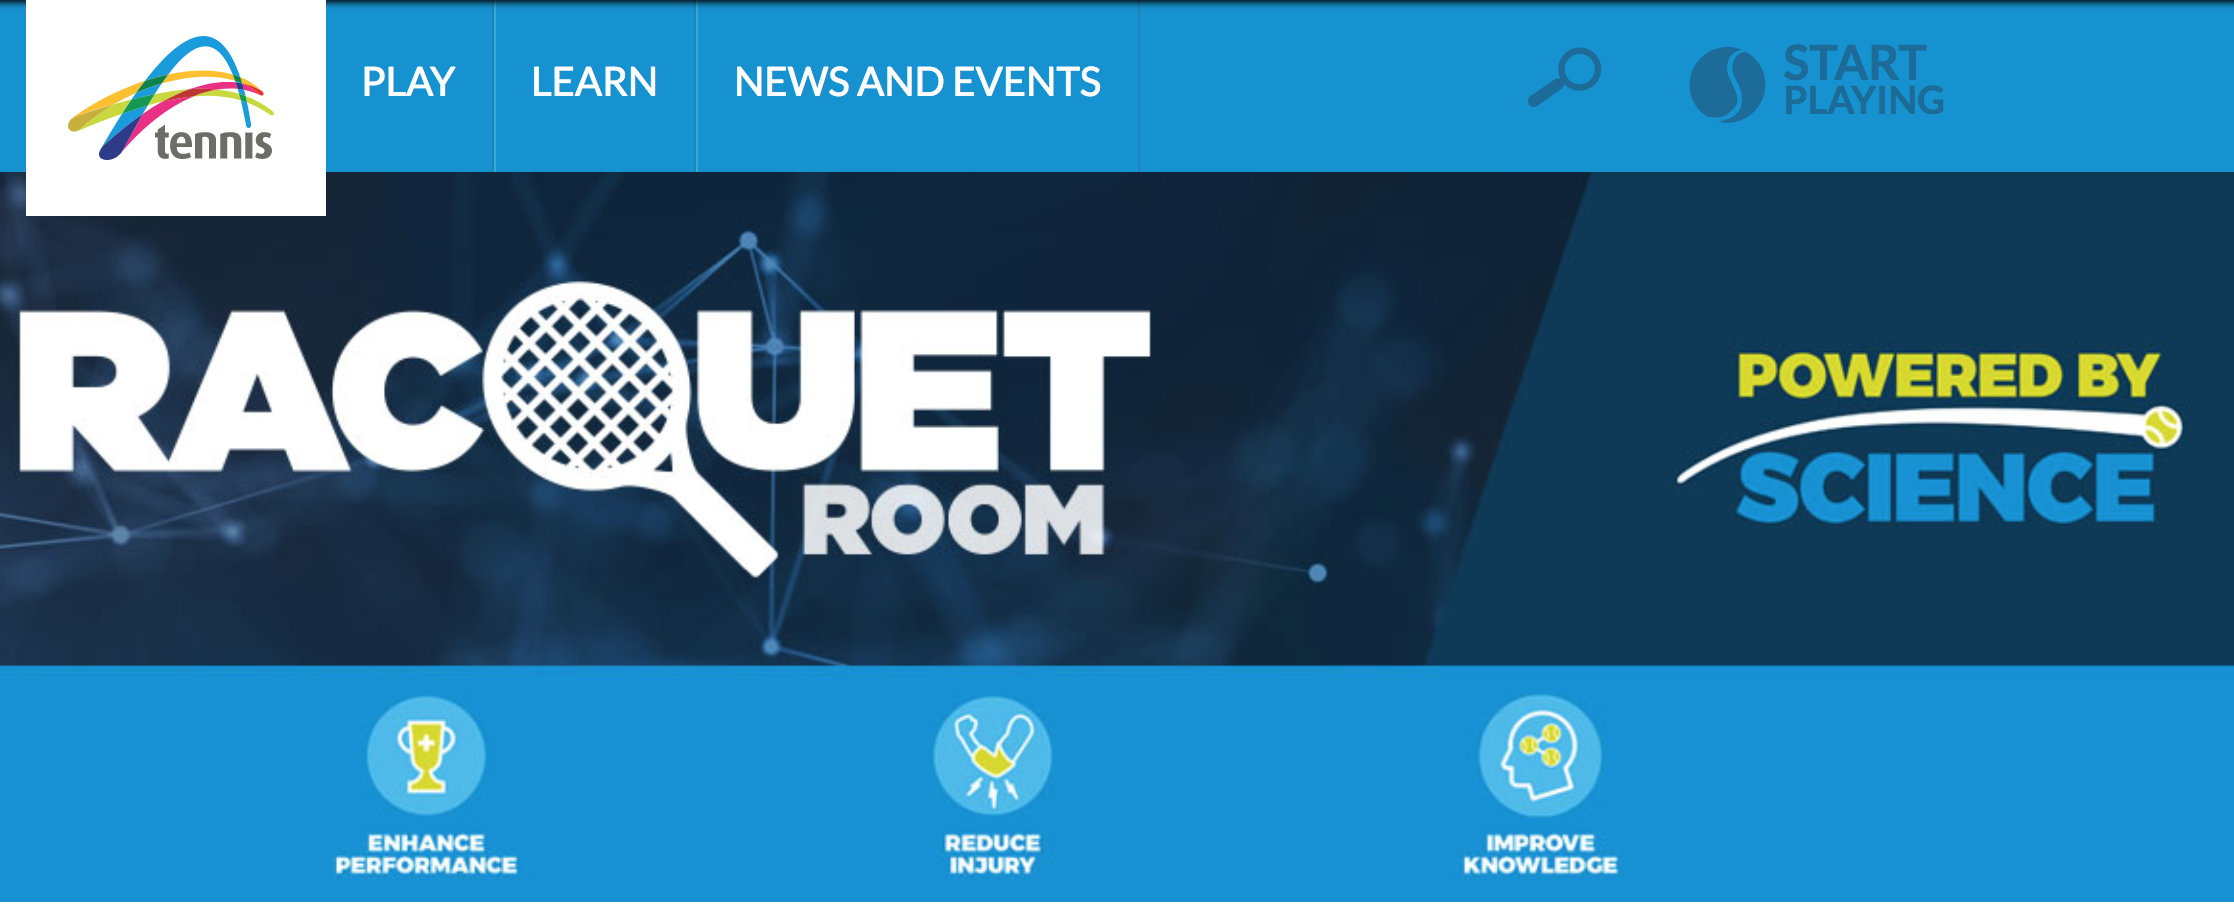 tennis
PLAY
LEARN
NEWS AND EVENTS
START
PLAYING
RACQUET
ROOM
POWERED BY
SCIENCE
ENHANCE
PERFORMANCE
REDUCE
INJURY
IMPROVE
KNOWLEDGE